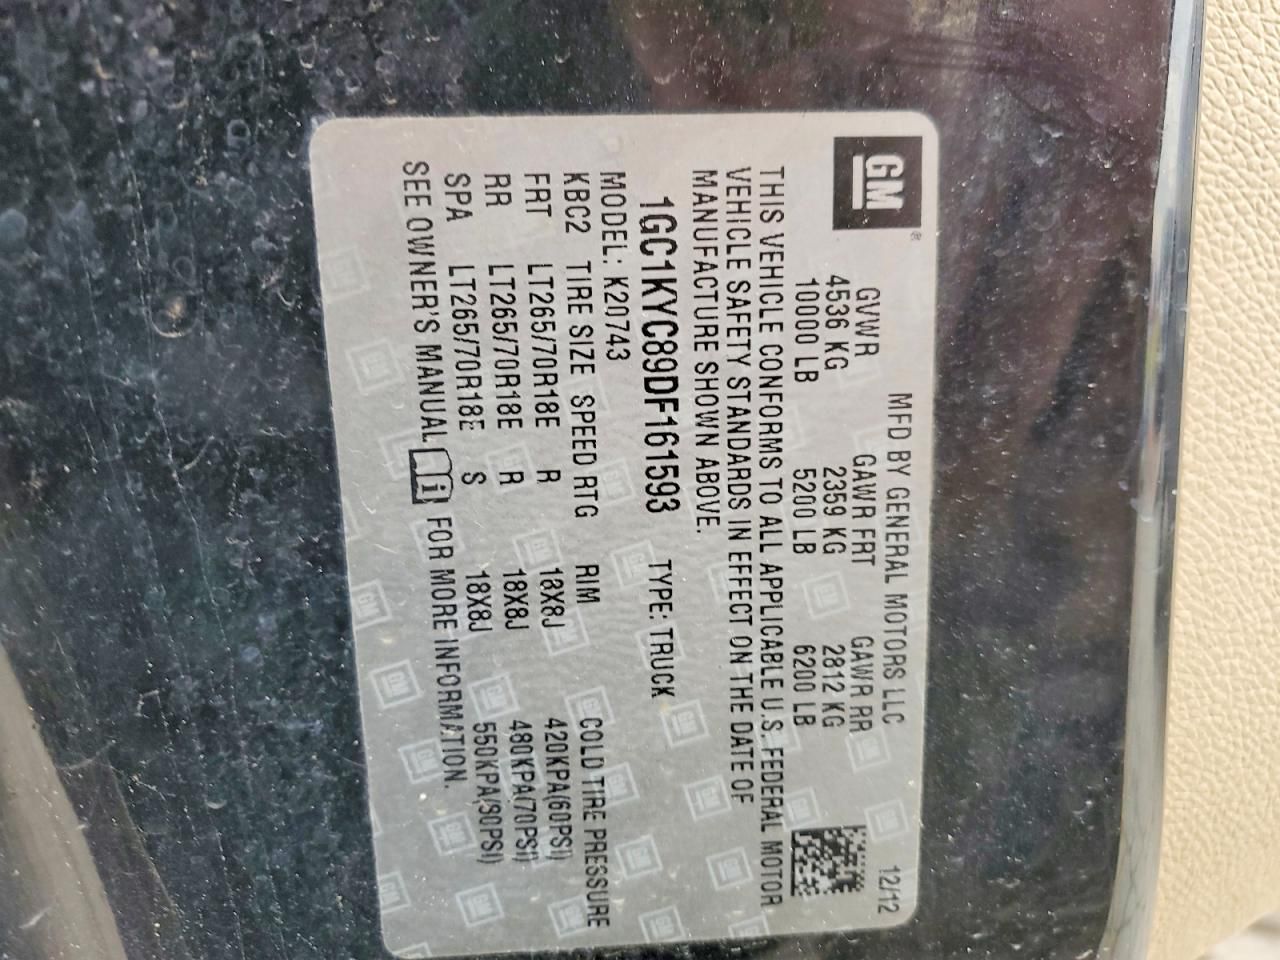 GM®
MFD BY GENERAL MOTORS LLC 12/12
GVWR GAWR FRT GAWR RR
4536 KG 2359 KG 2812 KG
10000 LB 5200 LB 6200 LB
THIS VEHICLE CONFORMS TO ALL APPLICABLE U.S. FEDERAL MOTOR
VEHICLE SAFETY STANDARDS IN EFFECT ON THE DATE OF
MANUFACTURE SHOWN ABOVE.
1GC1KYC89DF161593 TYPE: TRUCK
MODEL: K20743
KBC2 TIRE SIZE SPEED RTG RIM COLD TIRE PRESSURE
FRT LT265/70R18E R 18X8J 420KPA(60PSI)
RR LT265/70R18E R 18X8J 480KPA(70PSI)
SPA LT265/70R18E S 18X8J 550KPA(80PSI)
SEE OWNER'S MANUAL i FOR MORE INFORMATION.